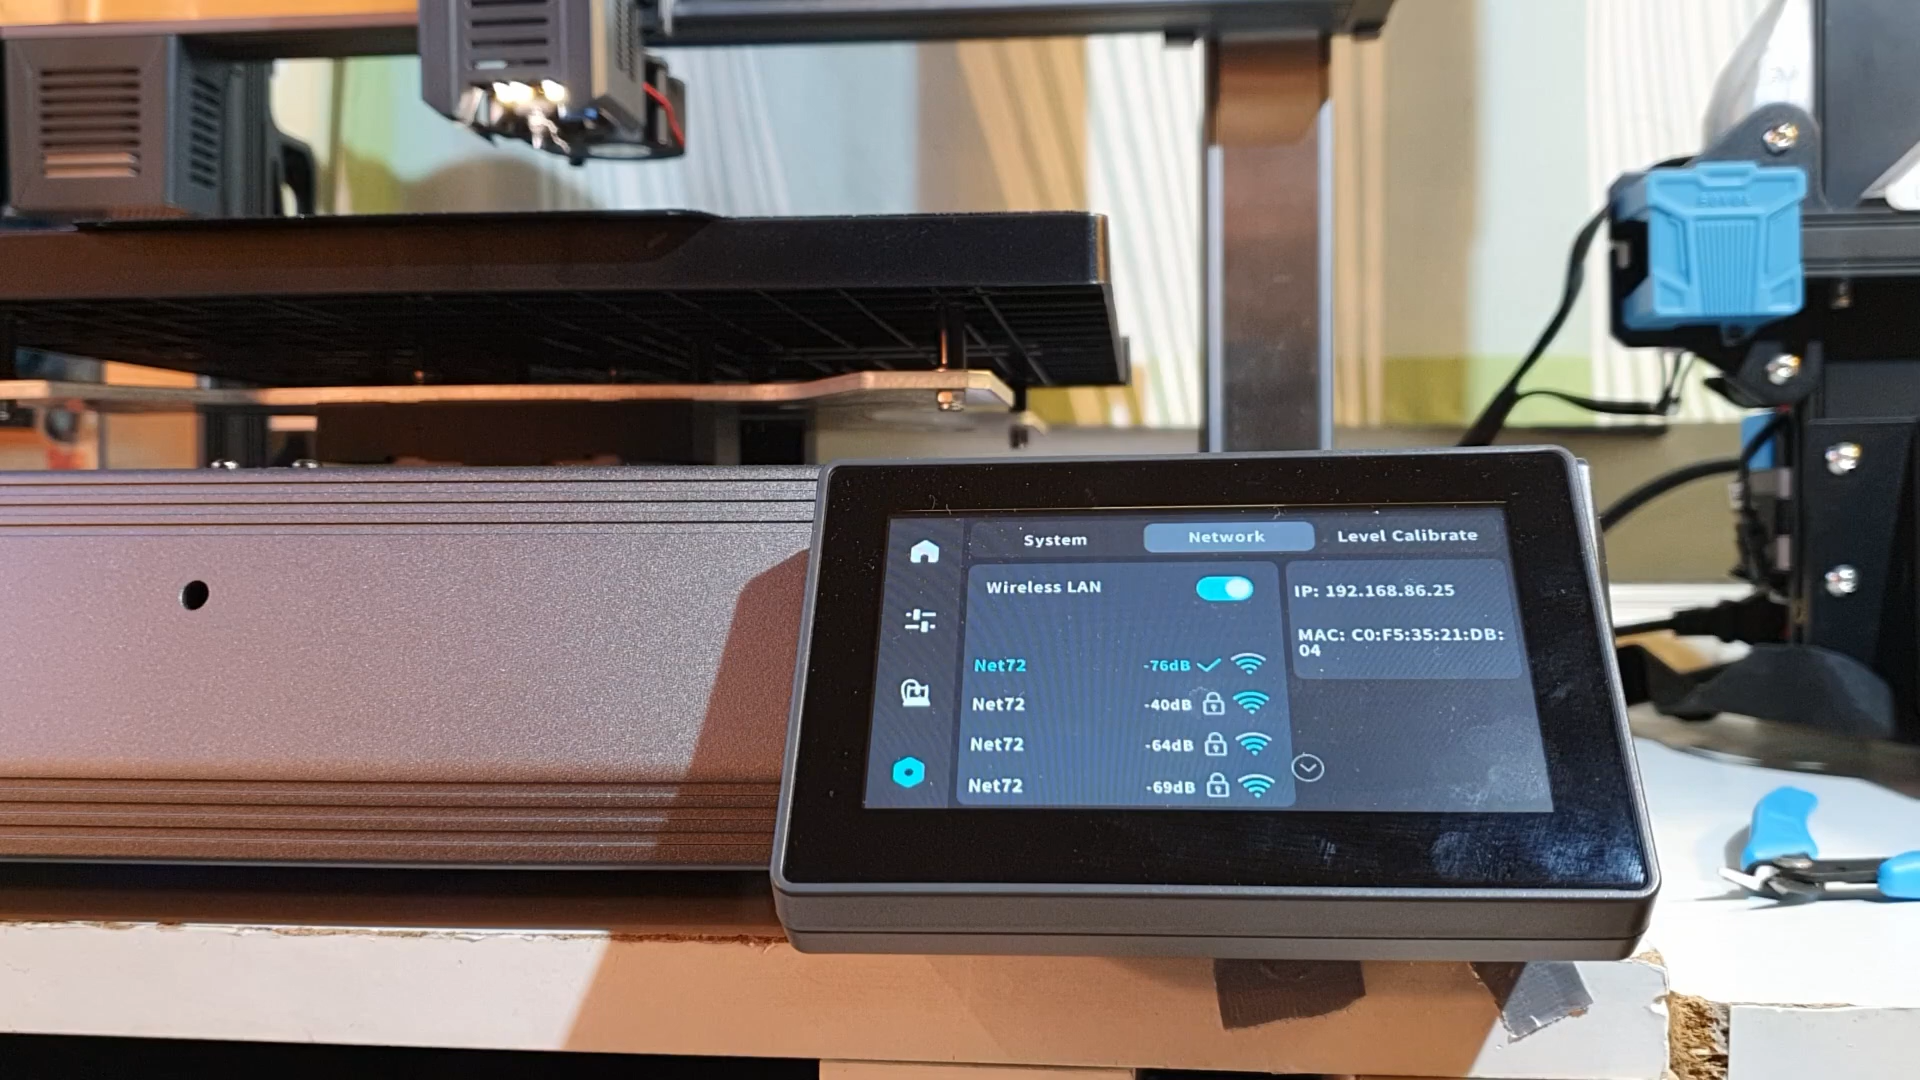 System Network Level Calibrate
Wireless LAN
IP: 192.168.86.25
MAC: C0:F5:35:21:DB:
04
Net72 -76dB
Net72 -40dB
Net72 -64dB
Net72 -69dB